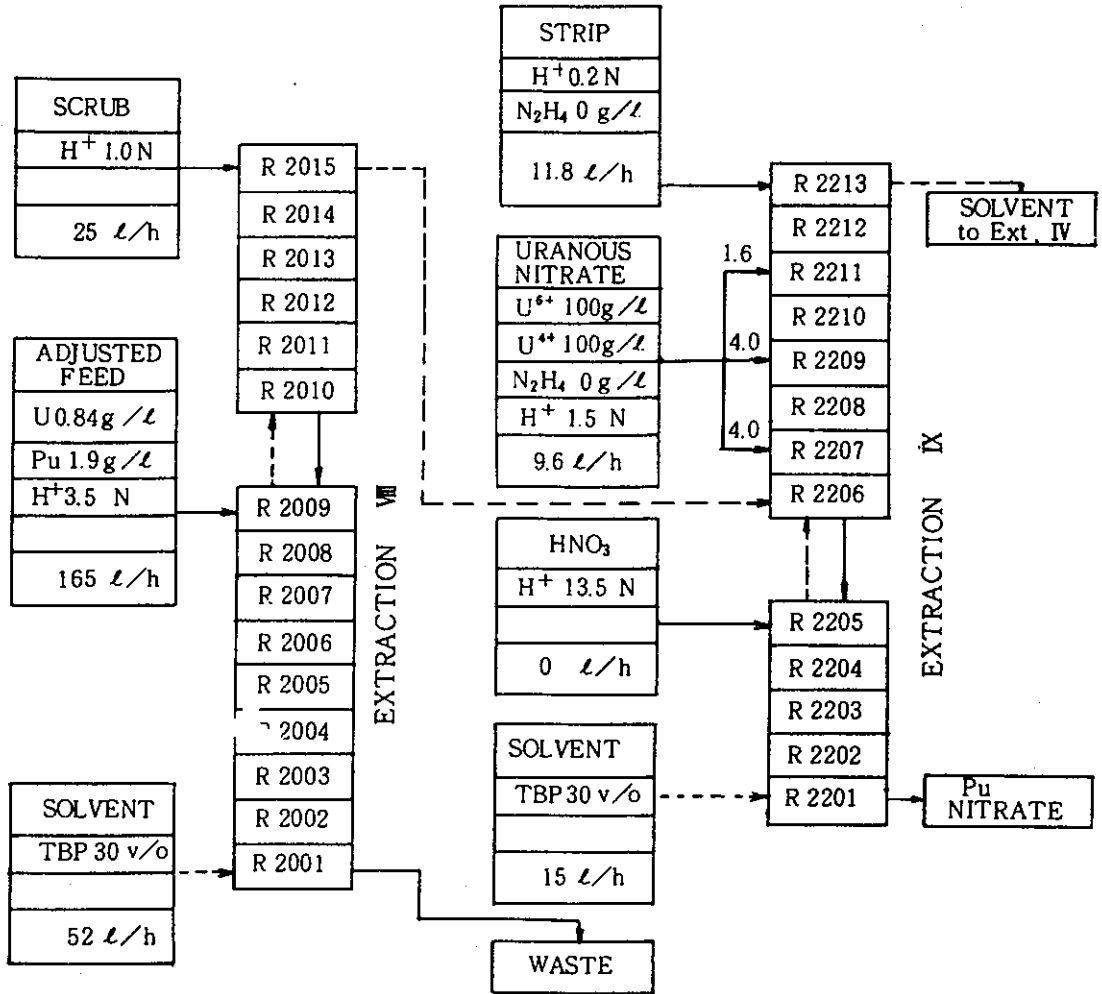 SCRUB
H⁺ 1.0 N
25 ℓ/h
ADJUSTED
FEED
U 0.84 g/ℓ
Pu 1.9 g/ℓ
H⁺ 3.5 N
165 ℓ/h
SOLVENT
TBP 30 v/o
52 ℓ/h
R 2015
R 2014
R 2013
R 2012
R 2011
R 2010
R 2009
R 2008
R 2007
R 2006
R 2005
2004
R 2003
R 2002
R 2001
EXTRACTION Ⅷ
WASTE
STRIP
H⁺ 0.2 N
N₂H₄ 0 g/ℓ
11.8 ℓ/h
URANOUS
NITRATE
U⁶⁺ 100 g/ℓ
U⁴⁺ 100 g/ℓ
N₂H₄ 0 g/ℓ
H⁺ 1.5 N
9.6 ℓ/h
1.6
4.0
4.0
HNO₃
H⁺ 13.5 N
0 ℓ/h
SOLVENT
TBP 30 v/o
15 ℓ/h
R 2213
R 2212
R 2211
R 2210
R 2209
R 2208
R 2207
R 2206
R 2205
R 2204
R 2203
R 2202
R 2201
EXTRACTION Ⅸ
SOLVENT
to Ext. Ⅳ
Pu
NITRATE